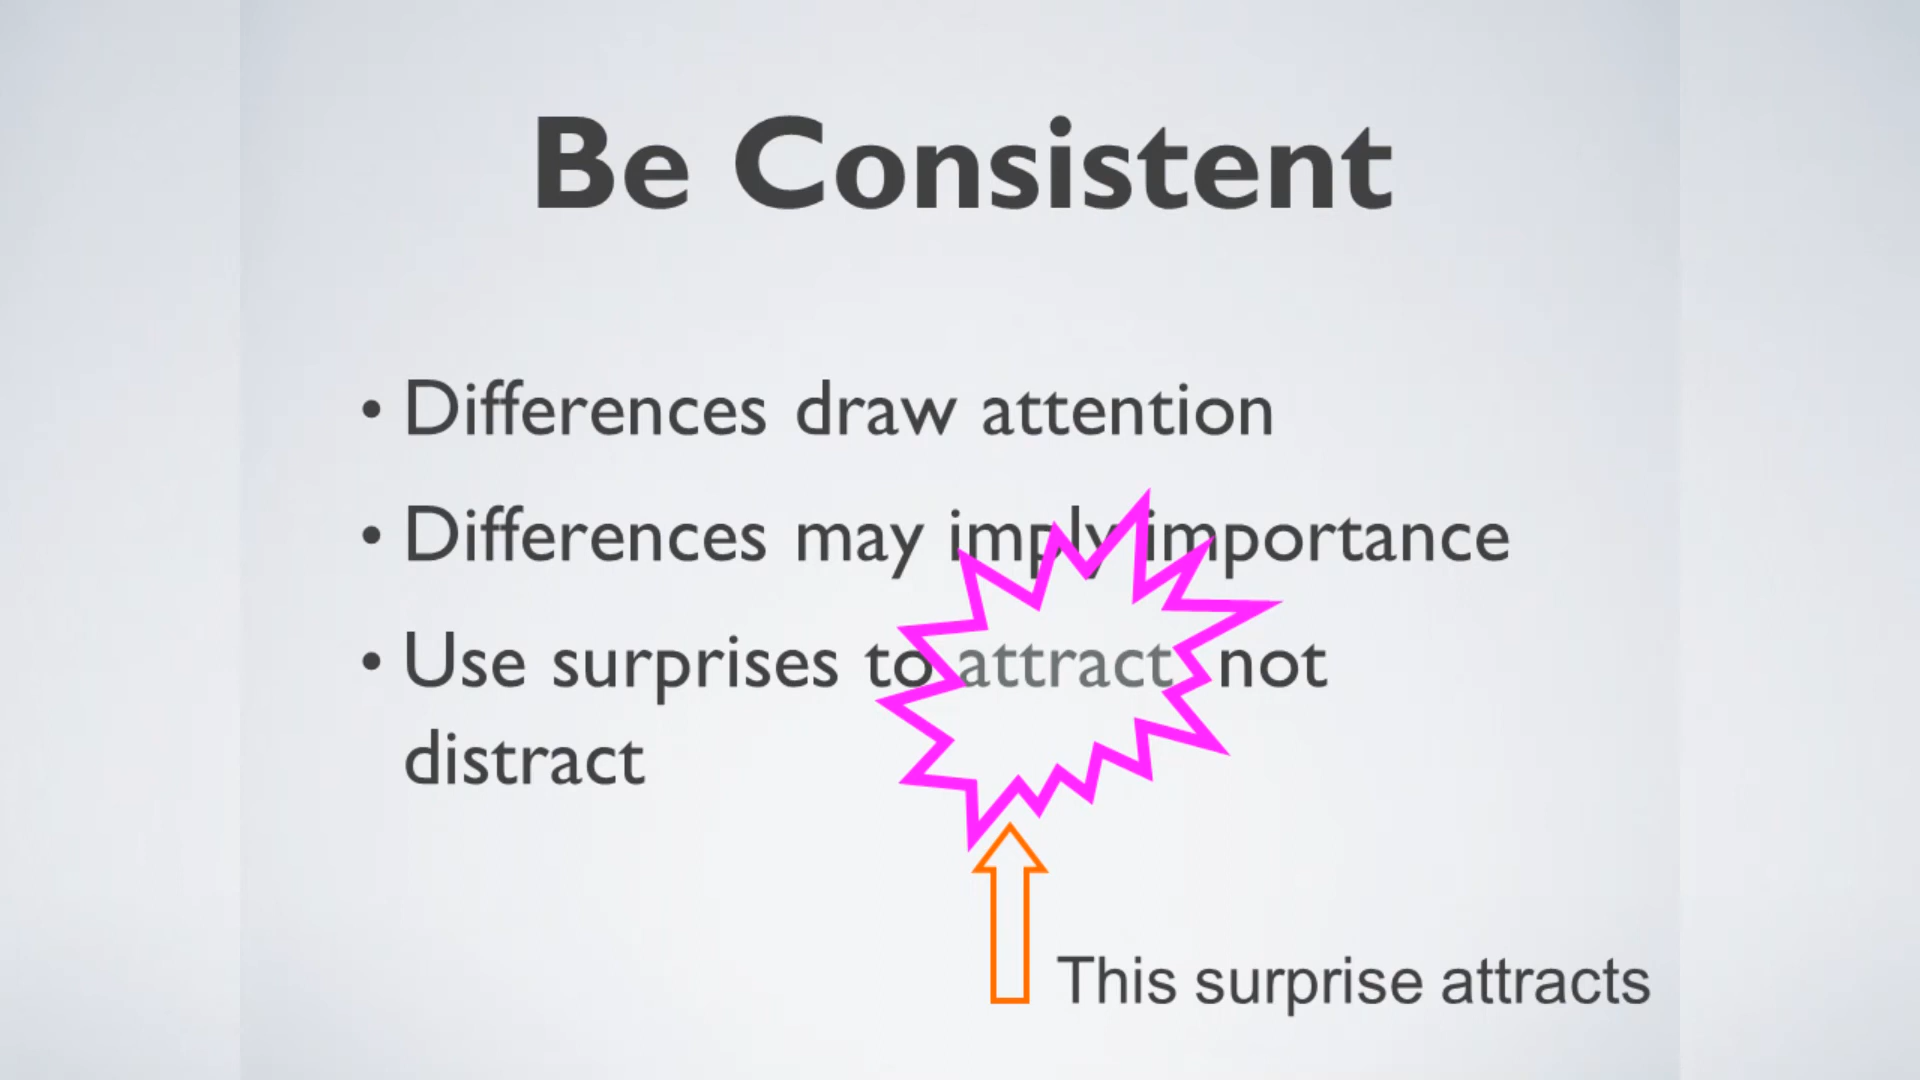 Be Consistent
• Differences draw attention
• Differences may imply importance
• Use surprises to attract not
distract
This surprise attracts